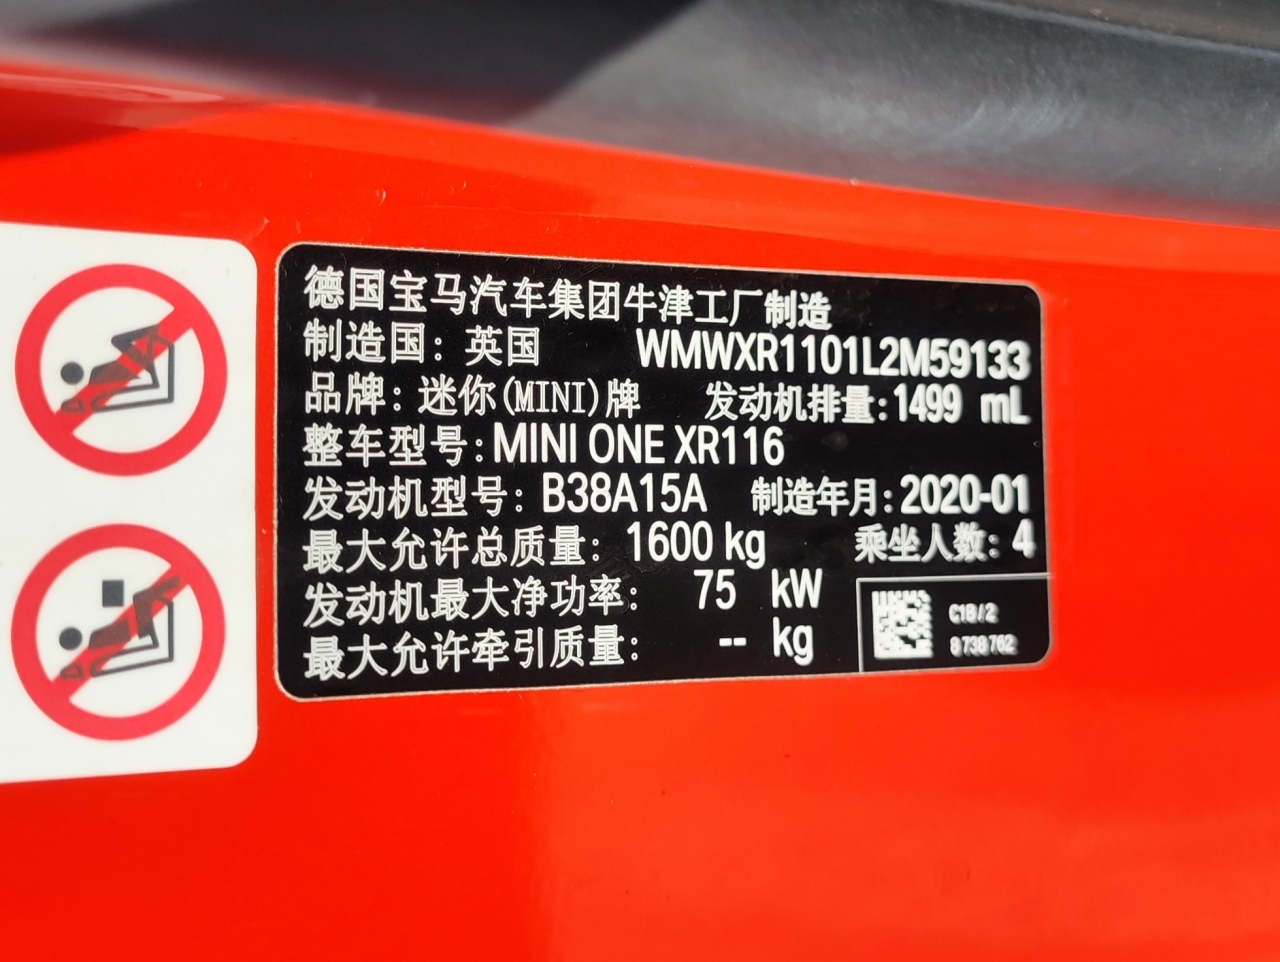 德国宝马汽车集团牛津工厂制造
制造国：英国 WMWXR1101L2M59133
品牌：迷你(MINI)牌 发动机排量:1499 mL
整车型号:MINI ONE XR116
发动机型号：B38A15A 制造年月:2020-01
最大允许总质量：1600 kg 乘坐人数：4
发动机最大净功率： 75 kW
最大允许牵引质量： -- kg
C18/2
8738762